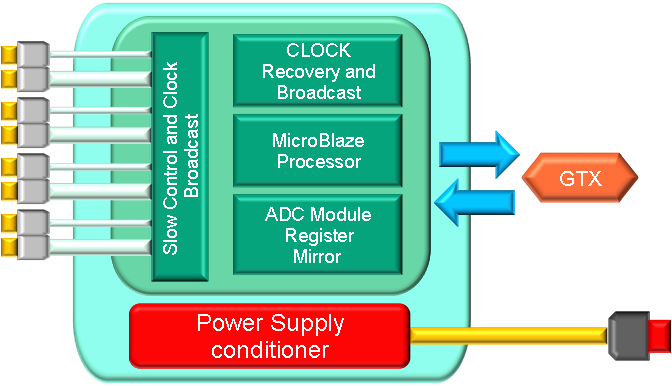 Slow Control and Clock
Broadcast
CLOCK
Recovery and
Broadcast
MicroBlaze
Processor
ADC Module
Register
Mirror
GTX
Power Supply
conditioner